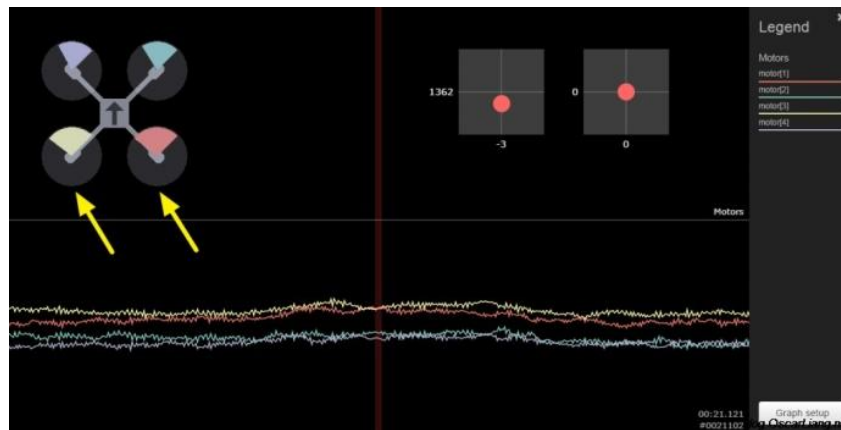 Legend
Motors
motor[1]
motor[2]
motor[3]
motor[4]
1362
-3
0
0
Motors
00:21.121
#0021102
Graph setup